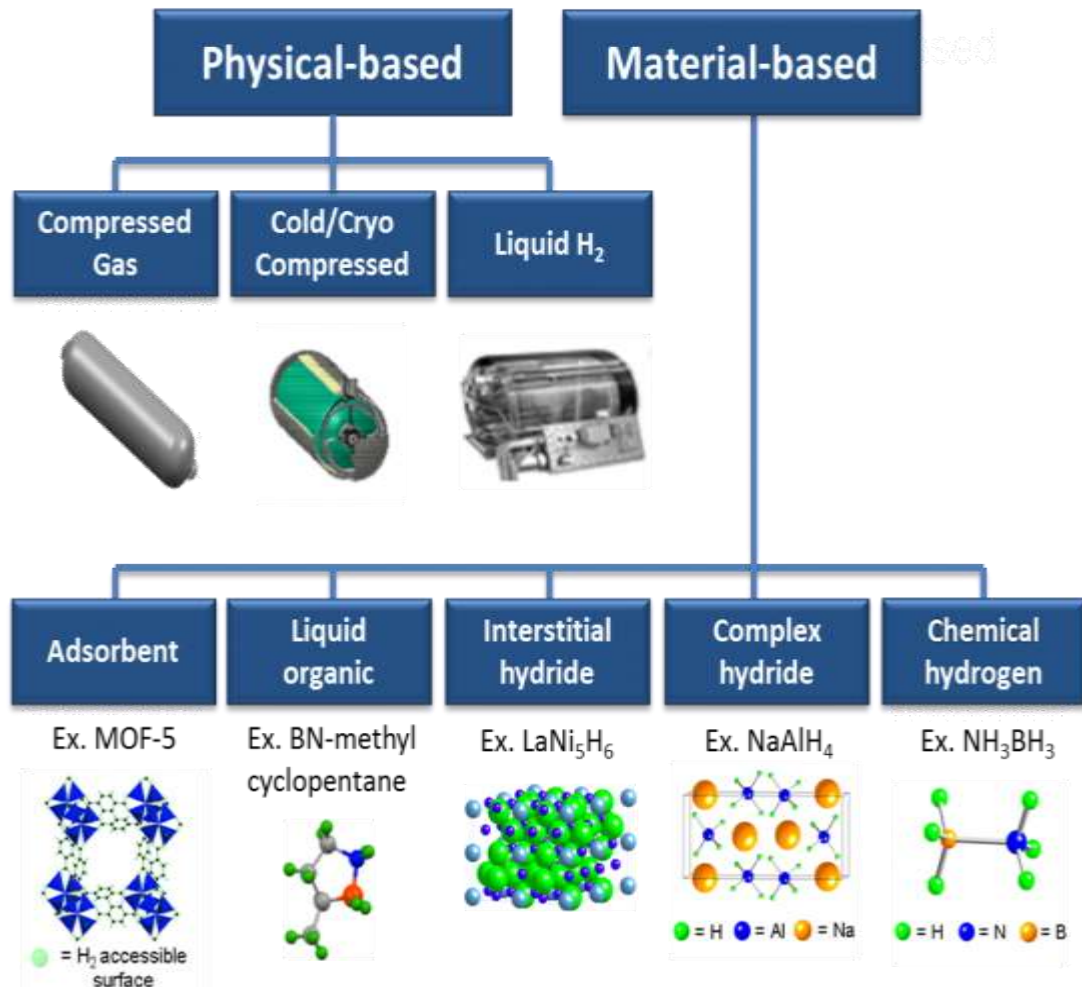 Physical-based
Material-based
Compressed
Gas
Cold/Cryo
Compressed
Liquid H₂
Adsorbent
Liquid
organic
Interstitial
hydride
Complex
hydride
Chemical
hydrogen
Ex. MOF-5
Ex. BN-methyl
cyclopentane
Ex. LaNi₅H₆
Ex. NaAlH₄
Ex. NH₃BH₃
= H₂ accessible
surface
= H = Al = Na
= H = N = B